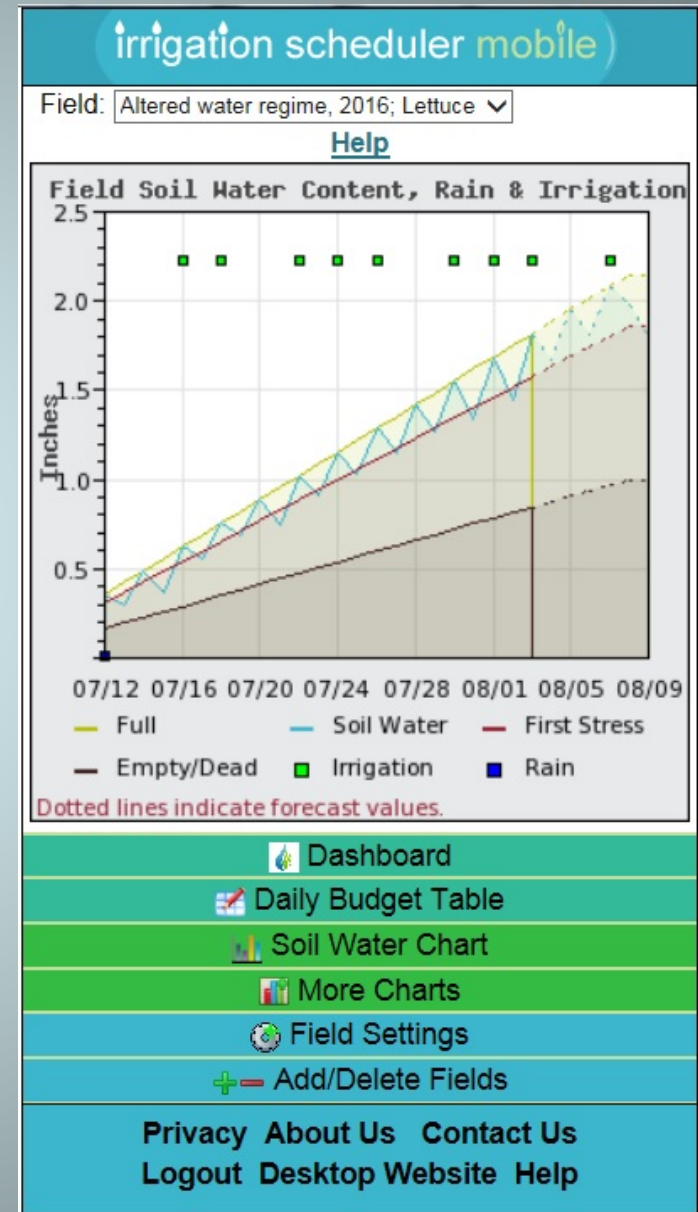 irrigation scheduler mobile
Field: Altered water regime, 2016; Lettuce
Help
Field Soil Water Content, Rain & Irrigation
2.5
2.0
1.5
1.0
0.5
Inches
07/12 07/16 07/20 07/24 07/28 08/01 08/05 08/09
Full Soil Water First Stress
Empty/Dead Irrigation Rain
Dotted lines indicate forecast values.
Dashboard
Daily Budget Table
Soil Water Chart
More Charts
Field Settings
Add/Delete Fields
Privacy About Us Contact Us
Logout Desktop Website Help